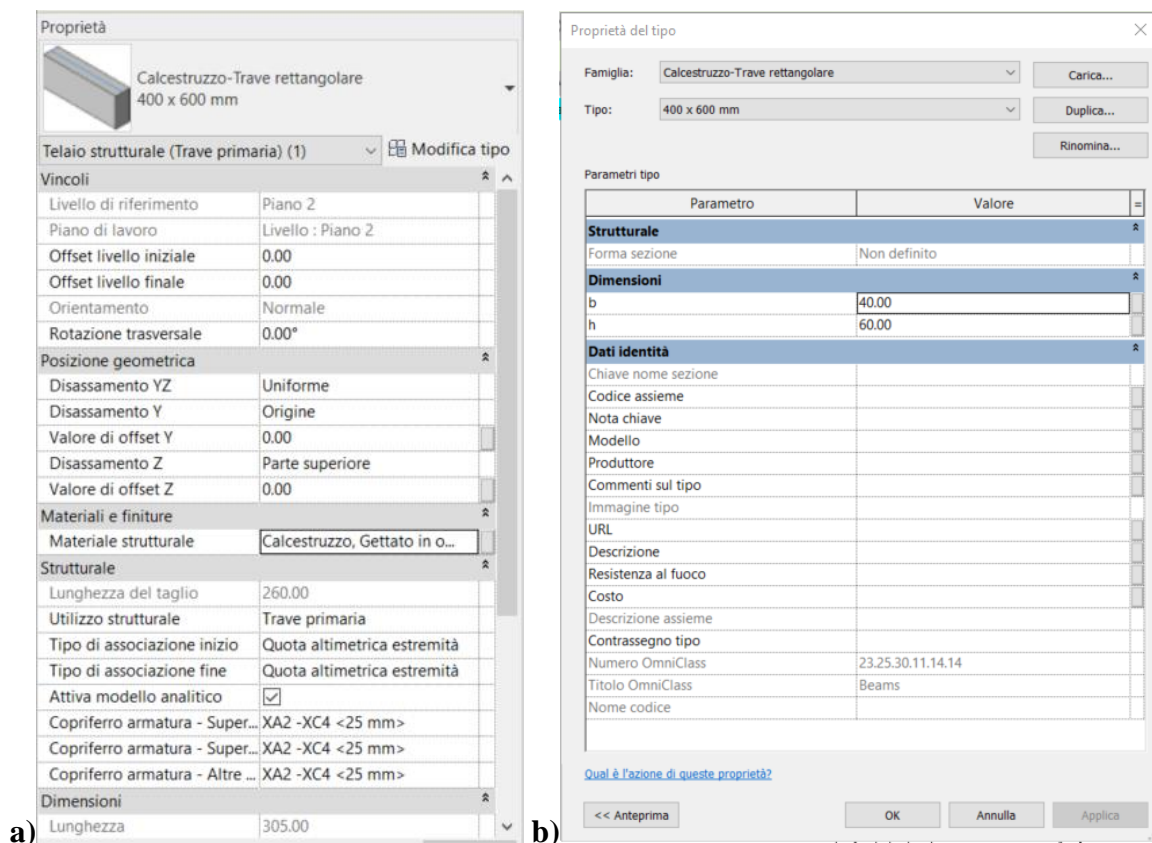 Proprietà
Calcestruzzo-Trave rettangolare
400 x 600 mm
Telaio strutturale (Trave primaria) (1) Modifica tipo
Vincoli
Livello di riferimento Piano 2
Piano di lavoro Livello : Piano 2
Offset livello iniziale 0.00
Offset livello finale 0.00
Orientamento Normale
Rotazione trasversale 0.00°
Posizione geometrica
Disassamento YZ Uniforme
Disassamento Y Origine
Valore di offset Y 0.00
Disassamento Z Parte superiore
Valore di offset Z 0.00
Materiali e finiture
Materiale strutturale Calcestruzzo, Gettato in o...
Strutturale
Lunghezza del taglio 260.00
Utilizzo strutturale Trave primaria
Tipo di associazione inizio Quota altimetrica estremità
Tipo di associazione fine Quota altimetrica estremità
Attiva modello analitico
Copriferro armatura - Super... XA2 -XC4 <25 mm>
Copriferro armatura - Super... XA2 -XC4 <25 mm>
Copriferro armatura - Altre ... XA2 -XC4 <25 mm>
Dimensioni
Lunghezza 305.00
a)
Proprietà del tipo
Famiglia: Calcestruzzo-Trave rettangolare Carica...
Tipo: 400 x 600 mm Duplica...
Rinomina...
Parametri tipo
Parametro Valore =
Strutturale
Forma sezione Non definito
Dimensioni
b 40.00
h 60.00
Dati identità
Chiave nome sezione
Codice assieme
Nota chiave
Modello
Produttore
Commenti sul tipo
Immagine tipo
URL
Descrizione
Resistenza al fuoco
Costo
Descrizione assieme
Contrassegno tipo
Numero OmniClass 23.25.30.11.14.14
Titolo OmniClass Beams
Nome codice
Qual è l'azione di queste proprietà?
<< Anteprima OK Annulla Applica
b)